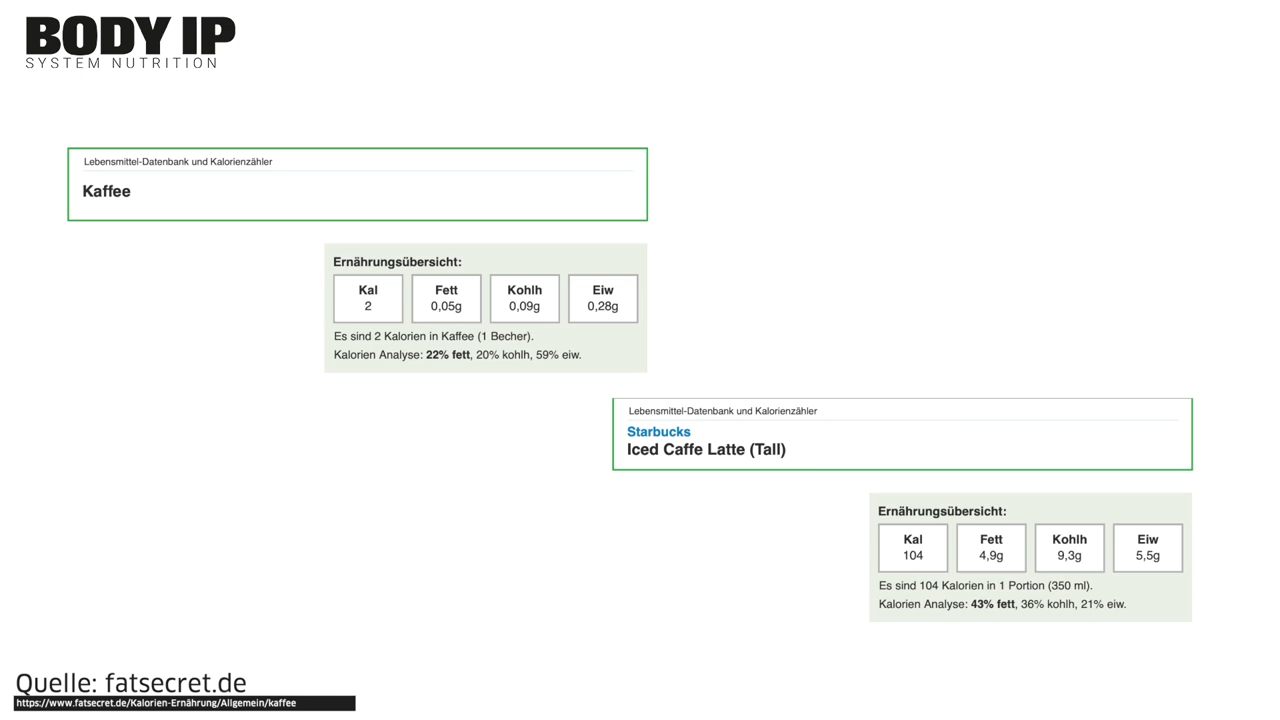 BODY IP
SYSTEM NUTRITION
Lebensmittel-Datenbank und Kalorienzähler
Kaffee
Ernährungsübersicht:
Kal Fett Kohlh Eiw
2 0,05g 0,09g 0,28g
Es sind 2 Kalorien in Kaffee (1 Becher).
Kalorien Analyse: 22% fett, 20% kohlh, 59% eiw.
Lebensmittel-Datenbank und Kalorienzähler
Starbucks
Iced Caffe Latte (Tall)
Ernährungsübersicht:
Kal Fett Kohlh Eiw
104 4,9g 9,3g 5,5g
Es sind 104 Kalorien in 1 Portion (350 ml).
Kalorien Analyse: 43% fett, 36% kohlh, 21% eiw.
Quelle: fatsecret.de
https://www.fatsecret.de/Kalorien-Ernährung/Allgemein/kaffee